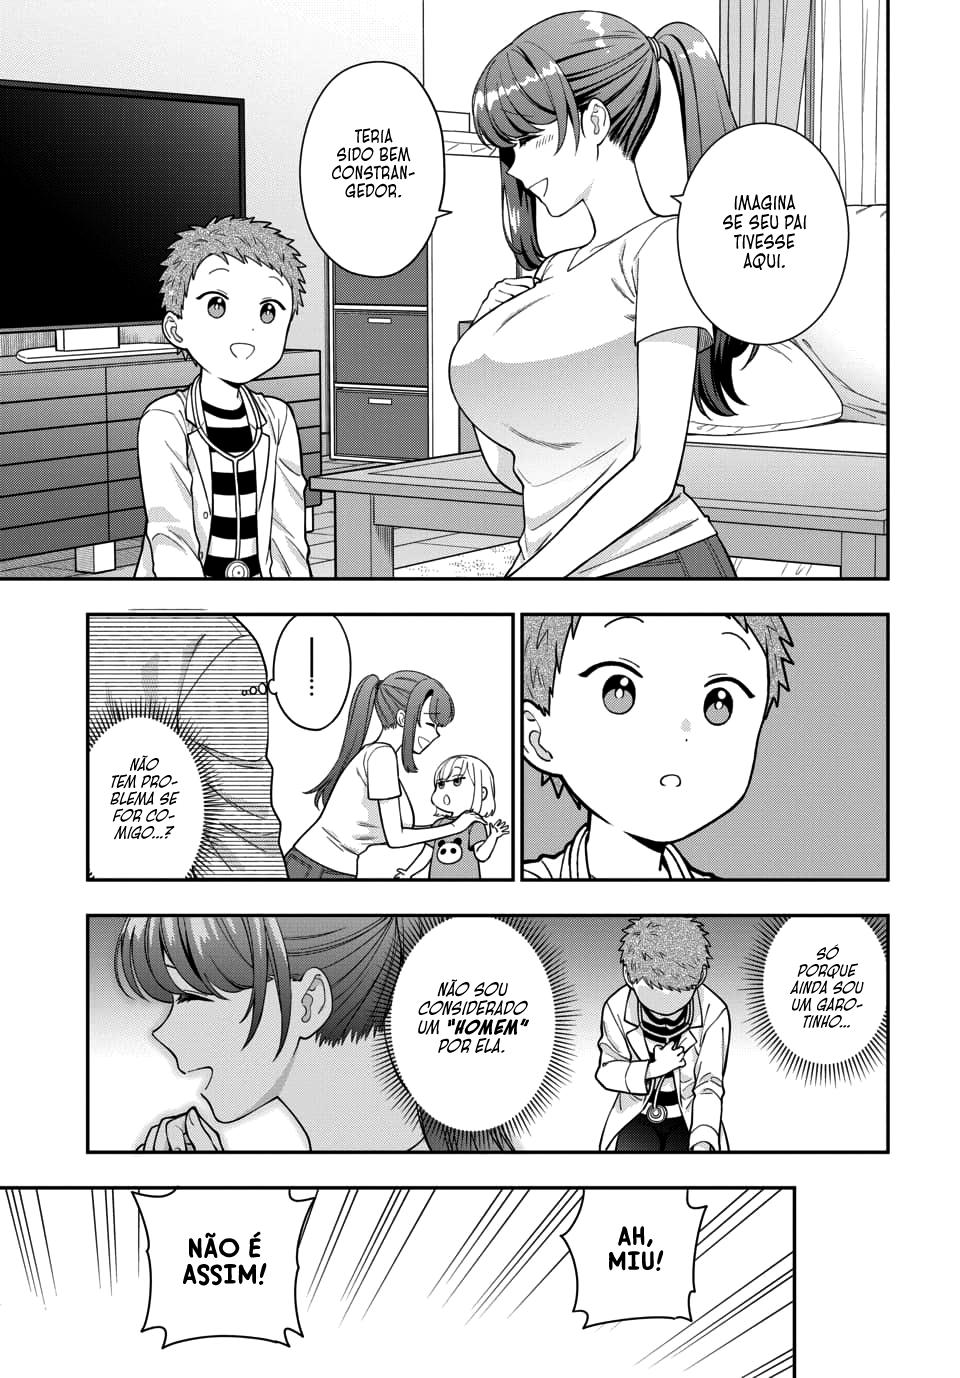 IMAGINA
SE SEU PAI
TIVESSE
AQUI.
TERIA
SIDO BEM
CONSTRAN-
GEDOR.
!
NÃO
TEM PRO-
BLEMA SE
FOR CO-
MIGO...?
SÓ
PORQUE
AINDA SOU
UM GARO-
TINHO...
NÃO SOU
CONSIDERADO
UM "HOMEM"
POR ELA.
AH,
MIU!
NÃO É
ASSIM!